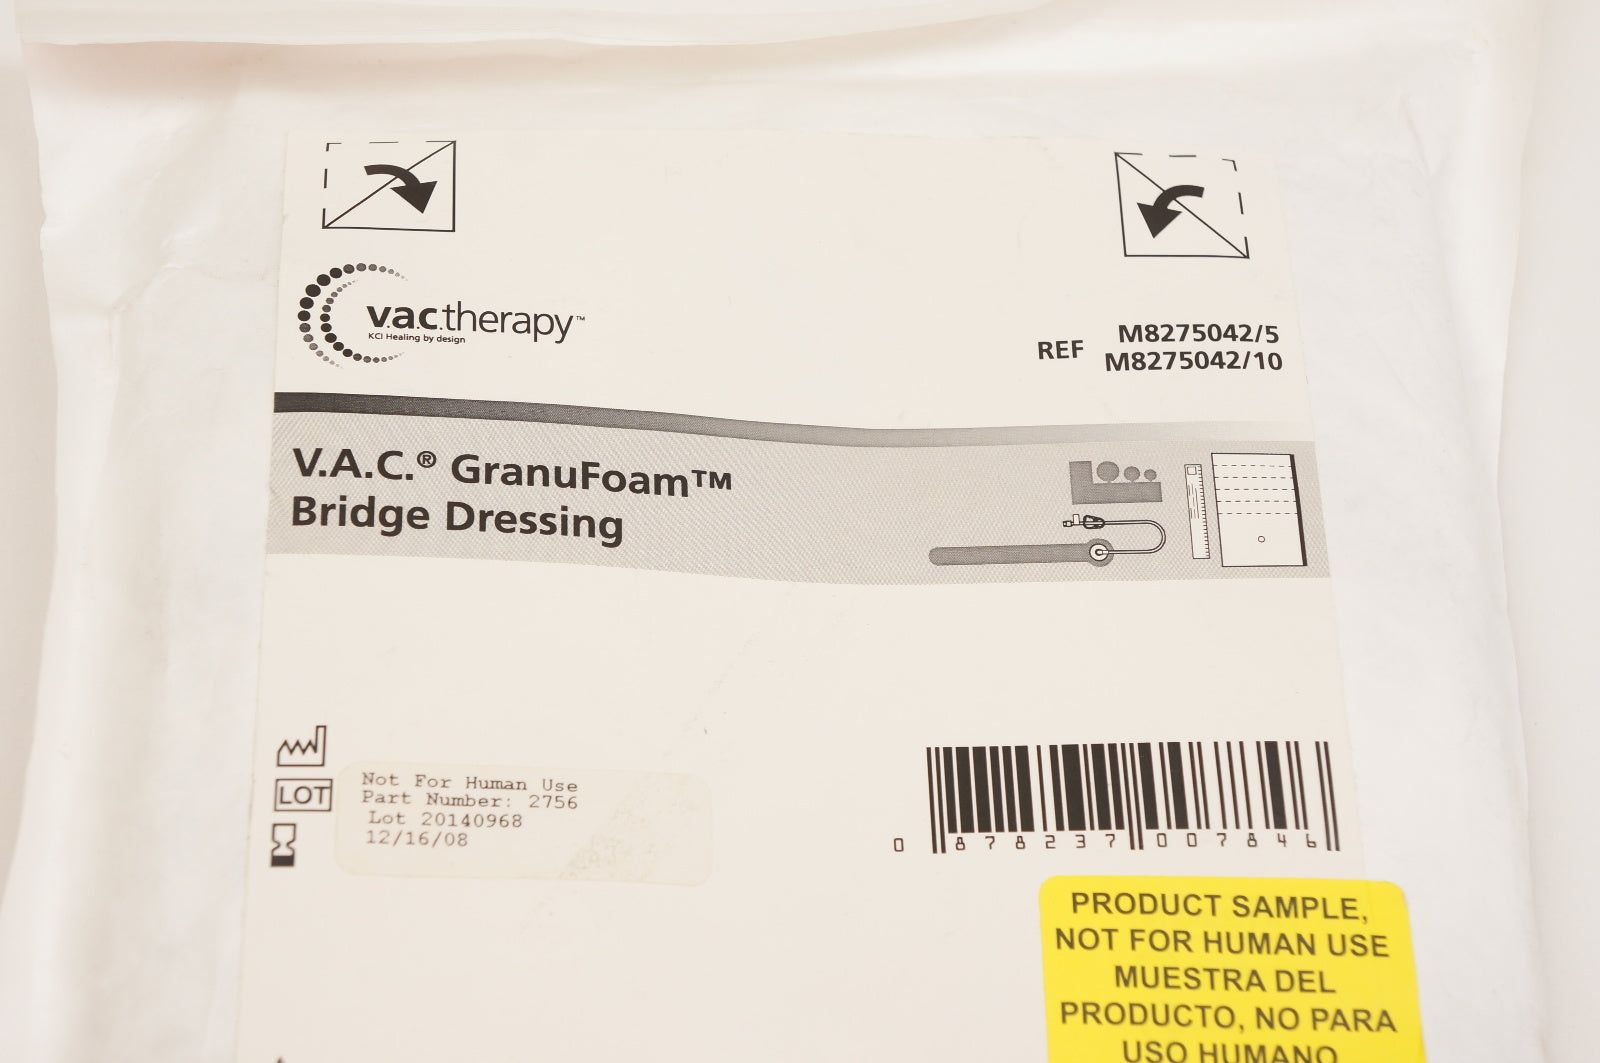 v.a.c.therapy™
KCI Healing by design
REF
M8275042/5
M8275042/10
V.A.C.® GranuFoam™
Bridge Dressing
LOT
Not For Human Use
Part Number: 2756
Lot 20140968
12/16/08
0 878237 007846
PRODUCT SAMPLE,
NOT FOR HUMAN USE
MUESTRA DEL
PRODUCTO, NO PARA
USO HUMANO